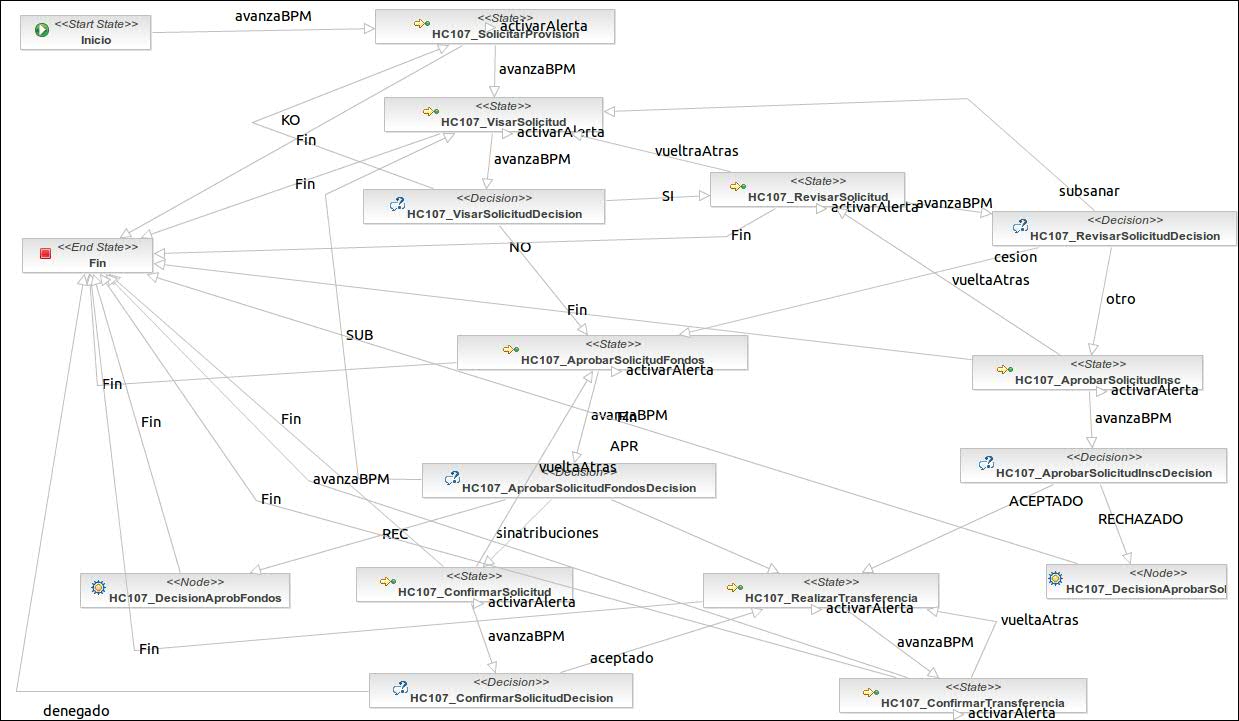 avanzaBPM
<<Start State>>
Inicio
<<State>>
activarAlerta
HC107_SolicitarProvision
avanzaBPM
<<State>>
HC107_VisarSolicitud
activarAlerta
KO
Fin
avanzaBPM
vueltraAtras
Fin
<<Decision>>
HC107_VisarSolicitudDecision
SI
<<State>>
HC107_RevisarSolicitud
activarAlerta
avanzaBPM
subsanar
<<Decision>>
HC107_RevisarSolicitudDecision
Fin
NO
<<End State>>
Fin
cesion
vueltaAtras
otro
Fin
SUB
<<State>>
HC107_AprobarSolicitudFondos
activarAlerta
<<State>>
HC107_AprobarSolicitudInsc
activarAlerta
Fin
Fin
Fin
avanzaBPM
Fin
avanzaBPM
APR
vueltaAtras
<<Decision>>
HC107_AprobarSolicitudFondosDecision
avanzaBPM
<<Decision>>
HC107_AprobarSolicitudInscDecision
Fin
ACEPTADO
RECHAZADO
REC
sinatribuciones
<<Node>>
HC107_DecisionAprobFondos
<<State>>
HC107_ConfirmarSolicitud
activarAlerta
<<State>>
HC107_RealizarTransferencia
activarAlerta
<<Node>>
HC107_DecisionAprobarSol
vueltaAtras
avanzaBPM
avanzaBPM
Fin
aceptado
<<Decision>>
HC107_ConfirmarSolicitudDecision
<<State>>
HC107_ConfirmarTransferencia
activarAlerta
denegado